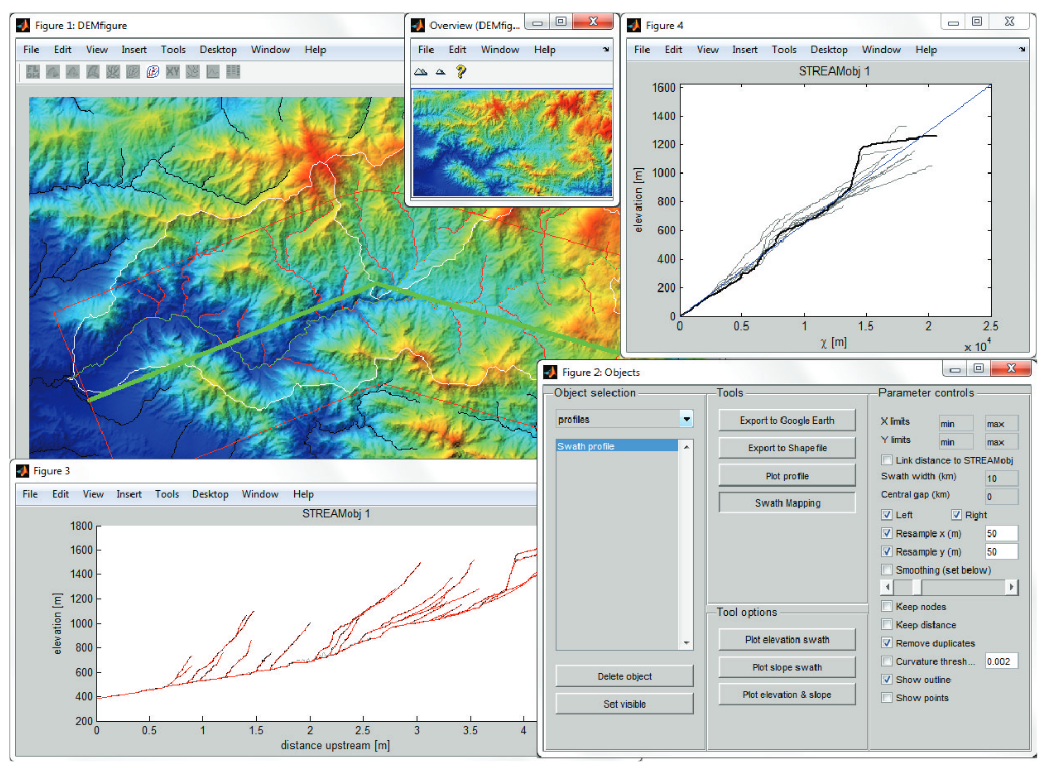 Figure 1: DEMfigure
File Edit View Insert Tools Desktop Window Help
XY
Overview (DEMfig...
File Edit Window Help
Figure 4
File Edit View Insert Tools Desktop Window Help
STREAMobj 1
1600
1400
1200
1000
800
600
400
200
0
elevation [m]
0 0.5 1 1.5 2 2.5
χ [m]
x 10^4
Figure 3
File Edit View Insert Tools Desktop Window Help
STREAMobj 1
1800
1600
1400
1200
1000
800
600
400
200
elevation [m]
0 0.5 1 1.5 2 2.5 3 3.5 4
distance upstream [m]
Figure 2: Objects
Object selection
profiles
Swath profile
Delete object
Set visible
Tools
Export to Google Earth
Export to Shapefile
Plot profile
Swath Mapping
Tool options
Plot elevation swath
Plot slope swath
Plot elevation & slope
Parameter controls
X limits min max
Y limits min max
Link distance to STREAMobj
Swath width (km) 10
Central gap (km) 0
Left Right
Resample x (m) 50
Resample y (m) 50
Smoothing (set below)
Keep nodes
Keep distance
Remove duplicates
Curvature thresh... 0.002
Show outline
Show points